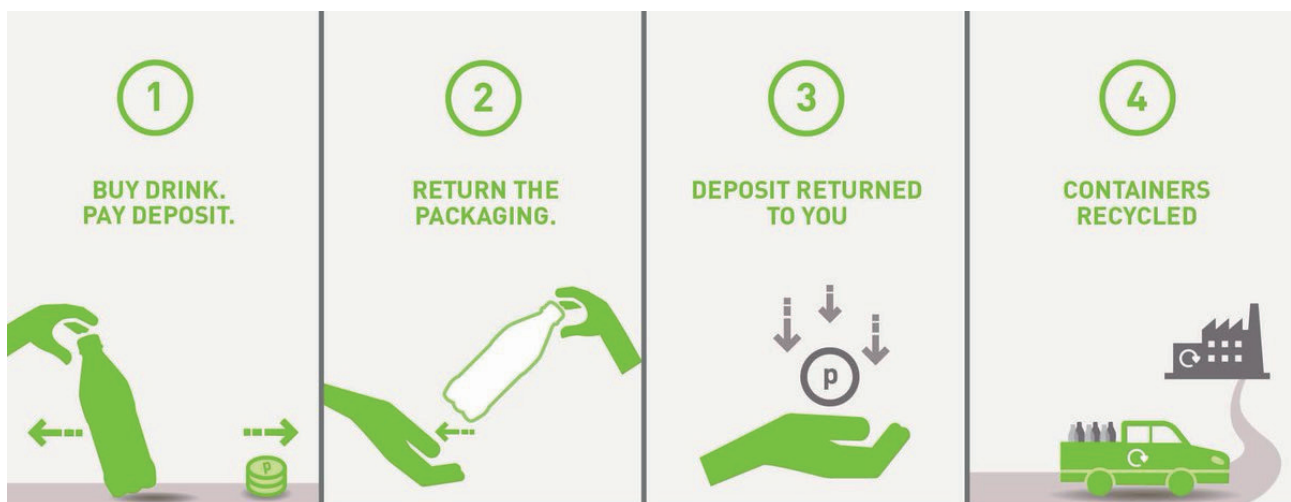 1
BUY DRINK.
PAY DEPOSIT.
P
2
RETURN THE
PACKAGING.
3
DEPOSIT RETURNED
TO YOU
p
4
CONTAINERS
RECYCLED